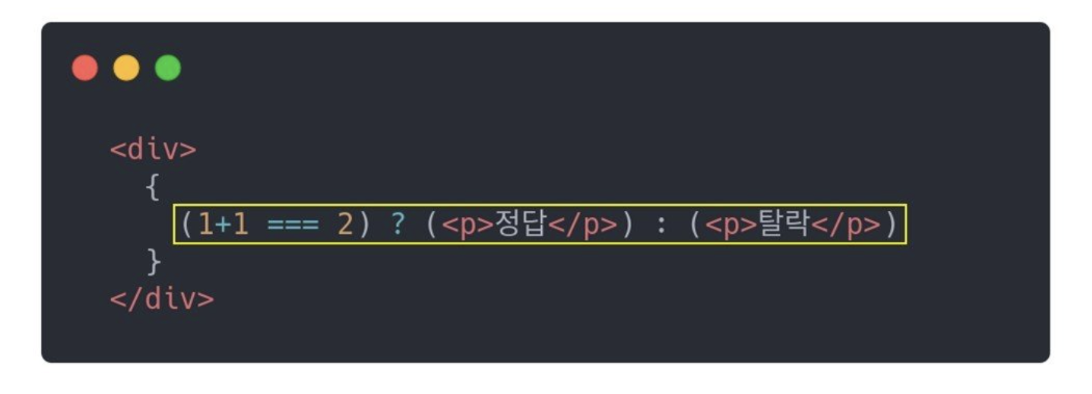 <div>
{
(1+1 === 2) ? (<p>정답</p>) : (<p>탈락</p>)
}
</div>